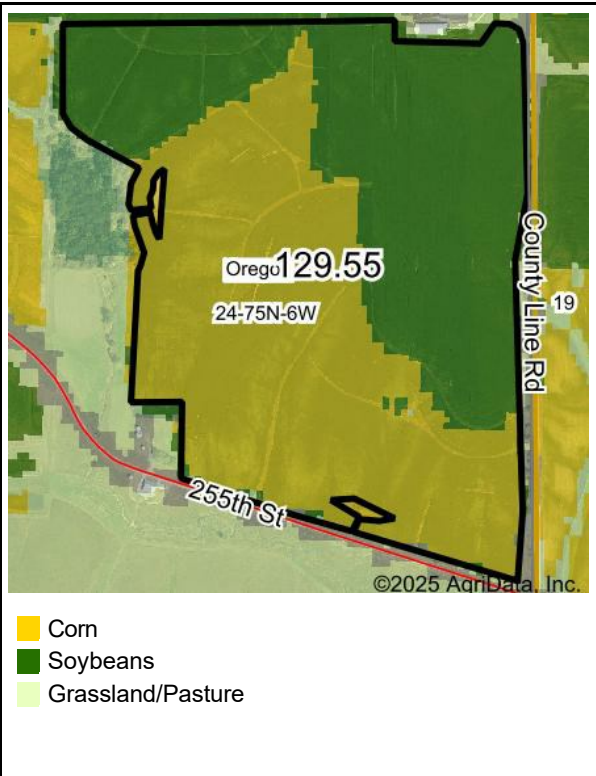 Orego
129.55
24-75N-6W
County Line Rd
19
255th St
©2025 AgriData, Inc.
Corn
Soybeans
Grassland/Pasture